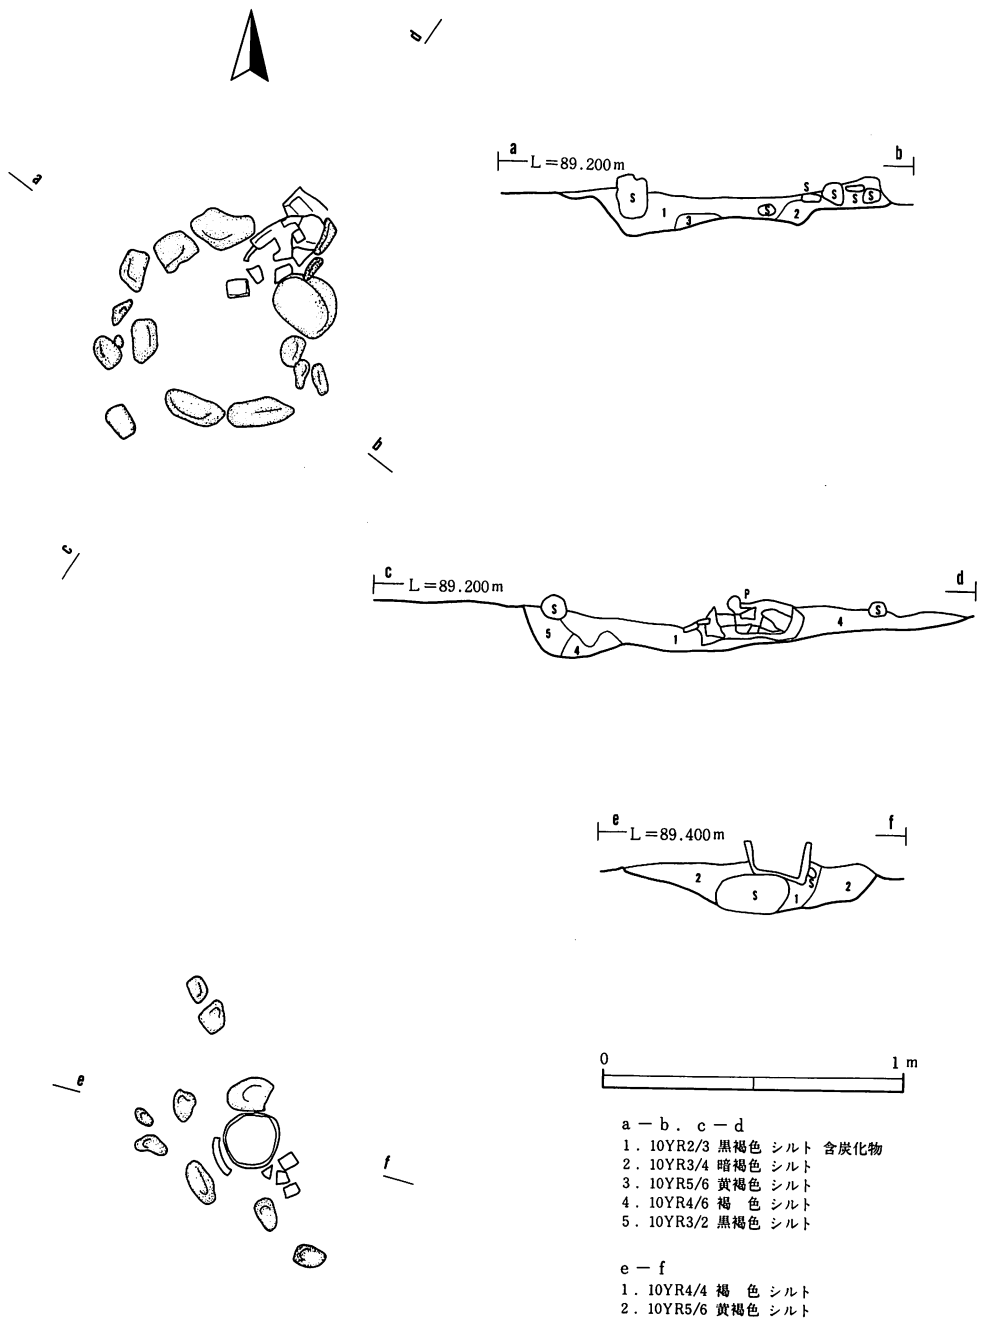 d
a
a
L=89.200m
b
S
S
1
3
S
2
S
S
S
b
c
c
L=89.200m
d
S
5
4
1
P
4
S
e
L=89.400m
f
2
S
1
S
2
e
f
0
1m
a－b．c－d
1．10YR2/3 黒褐色 シルト 含炭化物
2．10YR3/4 暗褐色 シルト
3．10YR5/6 黄褐色 シルト
4．10YR4/6 褐　色 シルト
5．10YR3/2 黒褐色 シルト
e－f
1．10YR4/4 褐　色 シルト
2．10YR5/6 黄褐色 シルト